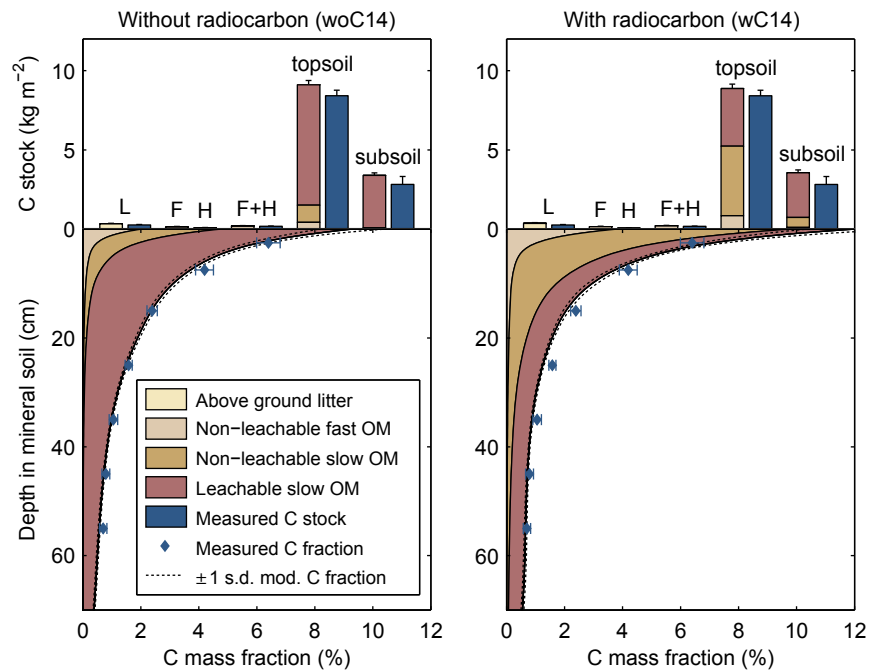 Without radiocarbon (woC14)
With radiocarbon (wC14)
C stock (kg m−2)
10
5
0
topsoil
subsoil
L
F
H
F+H
10
5
0
topsoil
subsoil
L
F
H
F+H
Depth in mineral soil (cm)
20
40
60
Above ground litter
Non-leachable fast OM
Non-leachable slow OM
Leachable slow OM
Measured C stock
Measured C fraction
±1 s.d. mod. C fraction
20
40
60
0 2 4 6 8 10 12
C mass fraction (%)
0 2 4 6 8 10 12
C mass fraction (%)